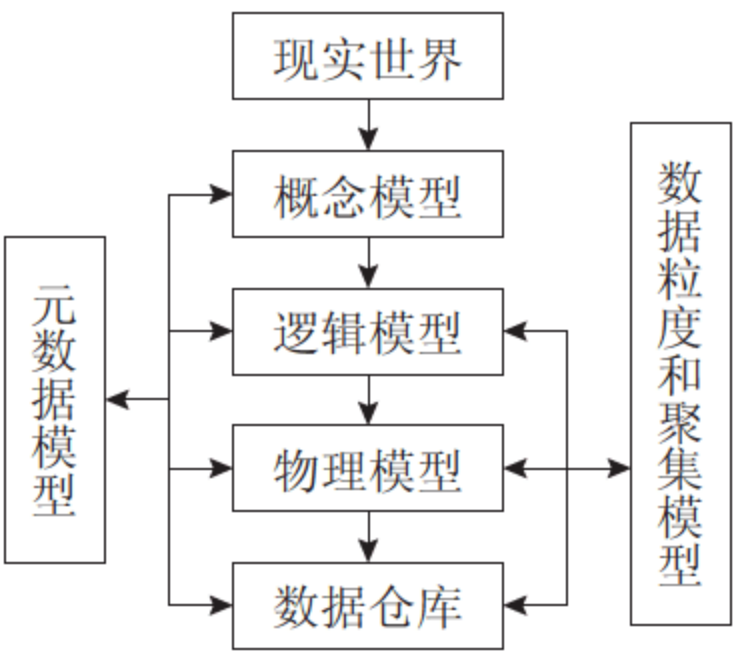 现实世界
概念模型
逻辑模型
物理模型
数据仓库
元数据模型
数据粒度和聚集模型